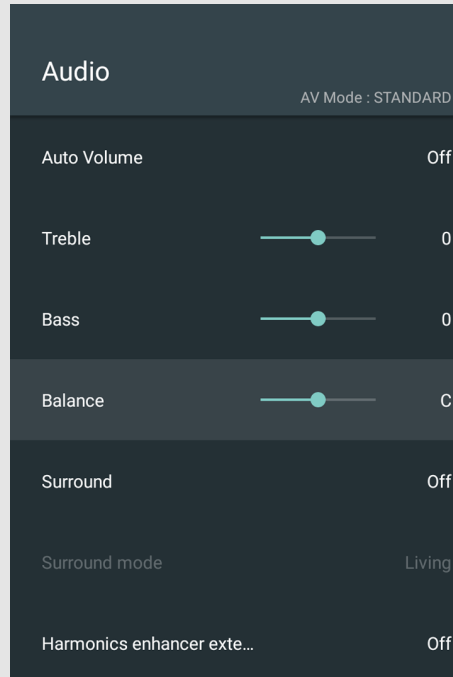 Audio
AV Mode : STANDARD
Auto Volume Off
Treble 0
Bass 0
Balance C
Surround Off
Surround mode Living
Harmonics enhancer exte... Off